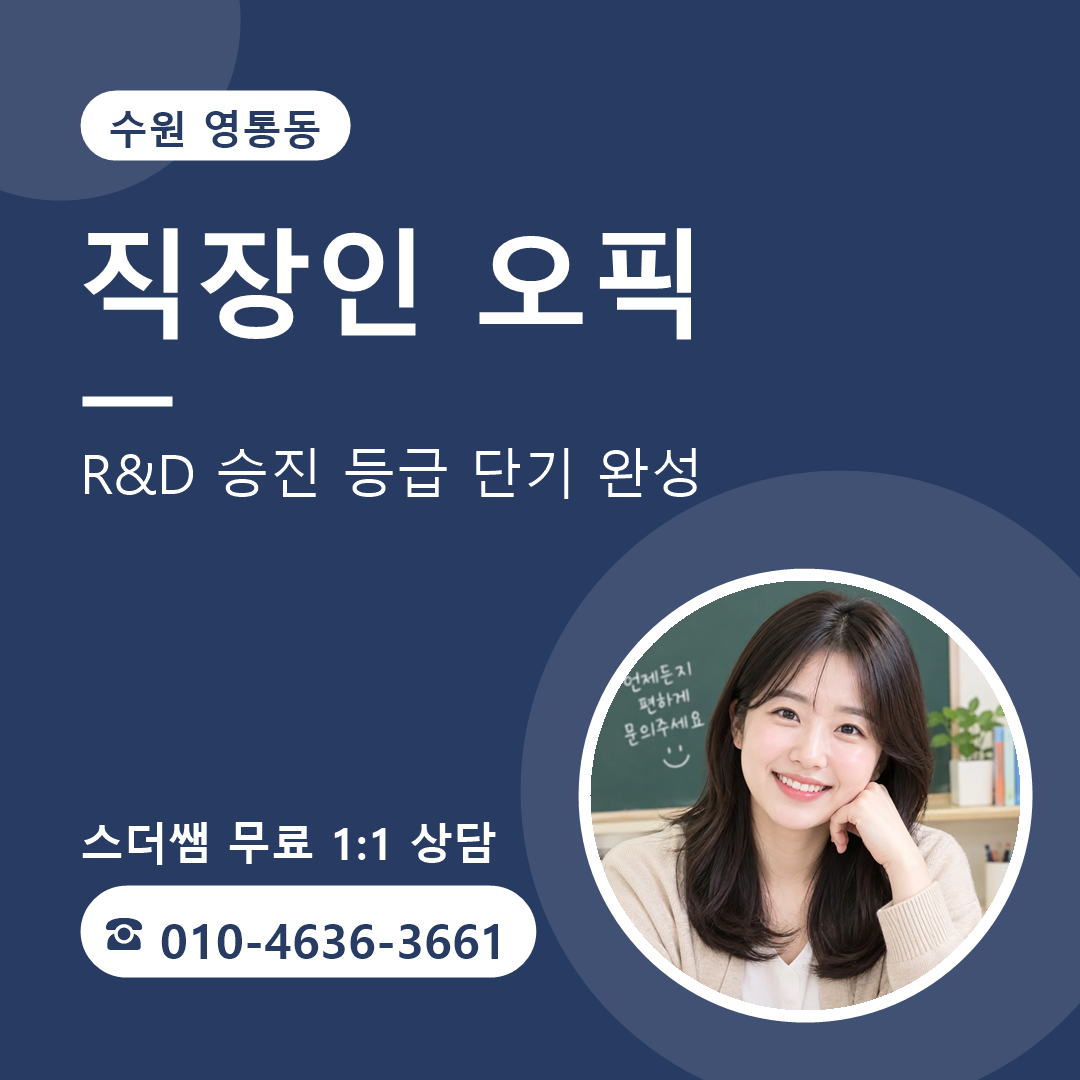 수원 영통동
직장인 오픽
R&D 승진 등급 단기 완성
언제든지
편하게
문의주세요
스더쌤 무료 1:1 상담
☎ 010-4636-3661